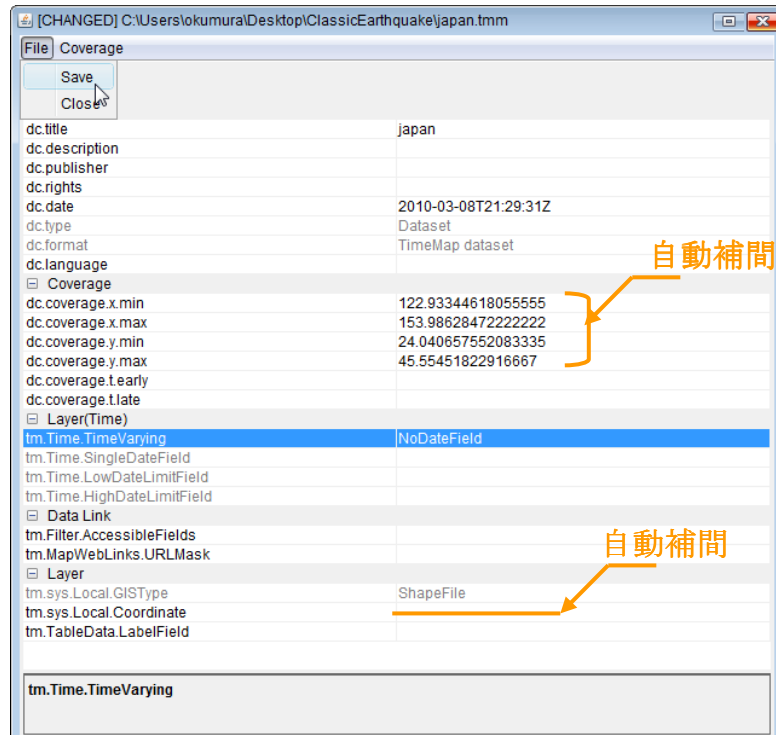 [CHANGED] C:\Users\okumura\Desktop\ClassicEarthquake\japan.tmm
File Coverage
Save
Close
dc.title japan
dc.description
dc.publisher
dc.rights
dc.date 2010-03-08T21:29:31Z
dc.type Dataset
dc.format TimeMap dataset
dc.language
自動補間
Coverage
dc.coverage.x.min 122.93344618055555
dc.coverage.x.max 153.98628472222222
dc.coverage.y.min 24.040657552083335
dc.coverage.y.max 45.55451822916667
dc.coverage.t.early
dc.coverage.t.late
Layer(Time)
tm.Time.TimeVarying NoDateField
tm.Time.SingleDateField
tm.Time.LowDateLimitField
tm.Time.HighDateLimitField
Data Link
tm.Filter.AccessibleFields
tm.MapWebLinks.URLMask
自動補間
Layer
tm.sys.Local.GISType ShapeFile
tm.sys.Local.Coordinate
tm.TableData.LabelField
tm.Time.TimeVarying